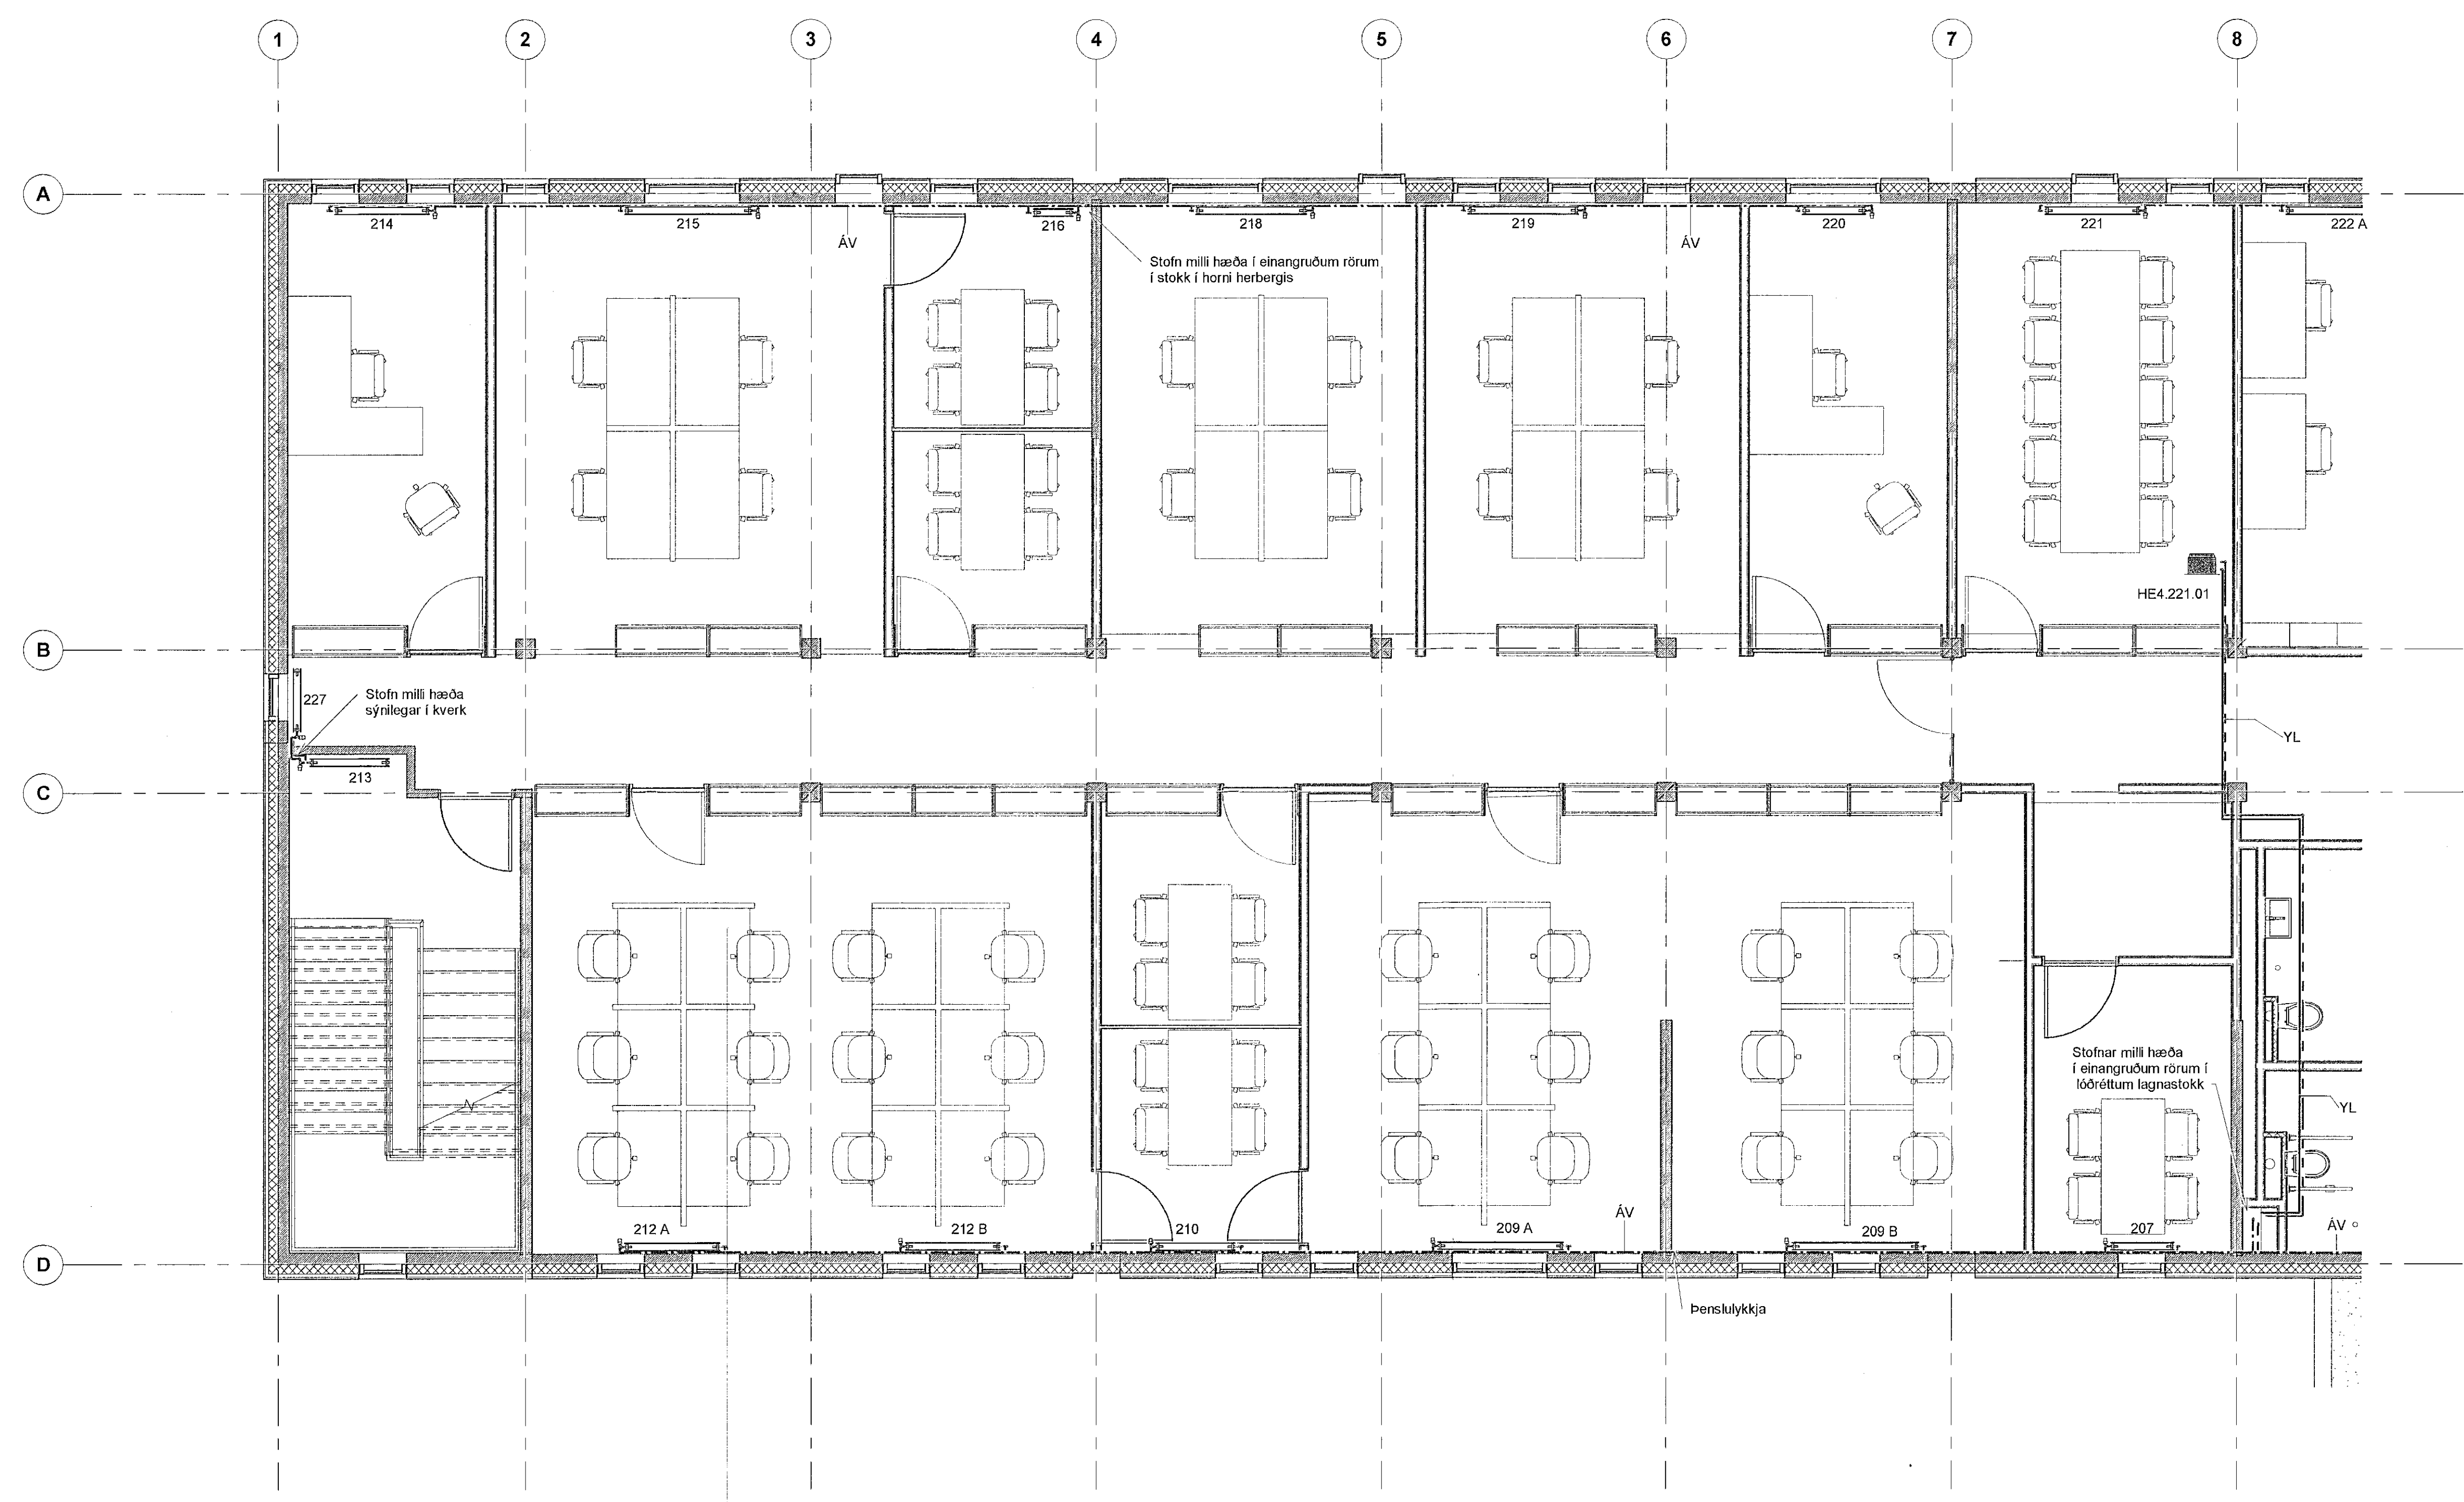 1
2
3
4
5
6
7
8
A
214
215
216
218
219
220
221
222 A
ÁV
ÁV
Stofn milli hæða í einangruðum rörum
í stokk í horni herbergis
HE4.221.01
B
227
Stofn milli hæða
sýnilegar í kverk
YL
213
C
Stofnar milli hæða
í einangruðum rörum í
lóðréttum lagnastokk
YL
212 A
212 B
210
209 A
ÁV
209 B
207
ÁV
D
Þenslulykkja